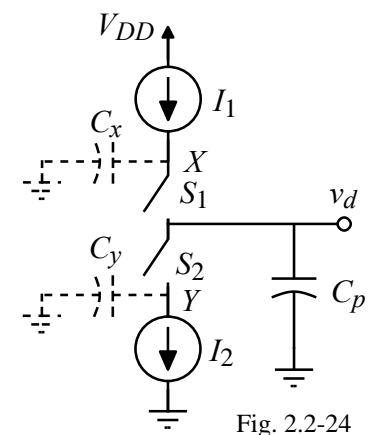 V_DD
I_1
C_x
X
S_1
v_d
C_y
S_2
Y
C_p
I_2
Fig. 2.2-24